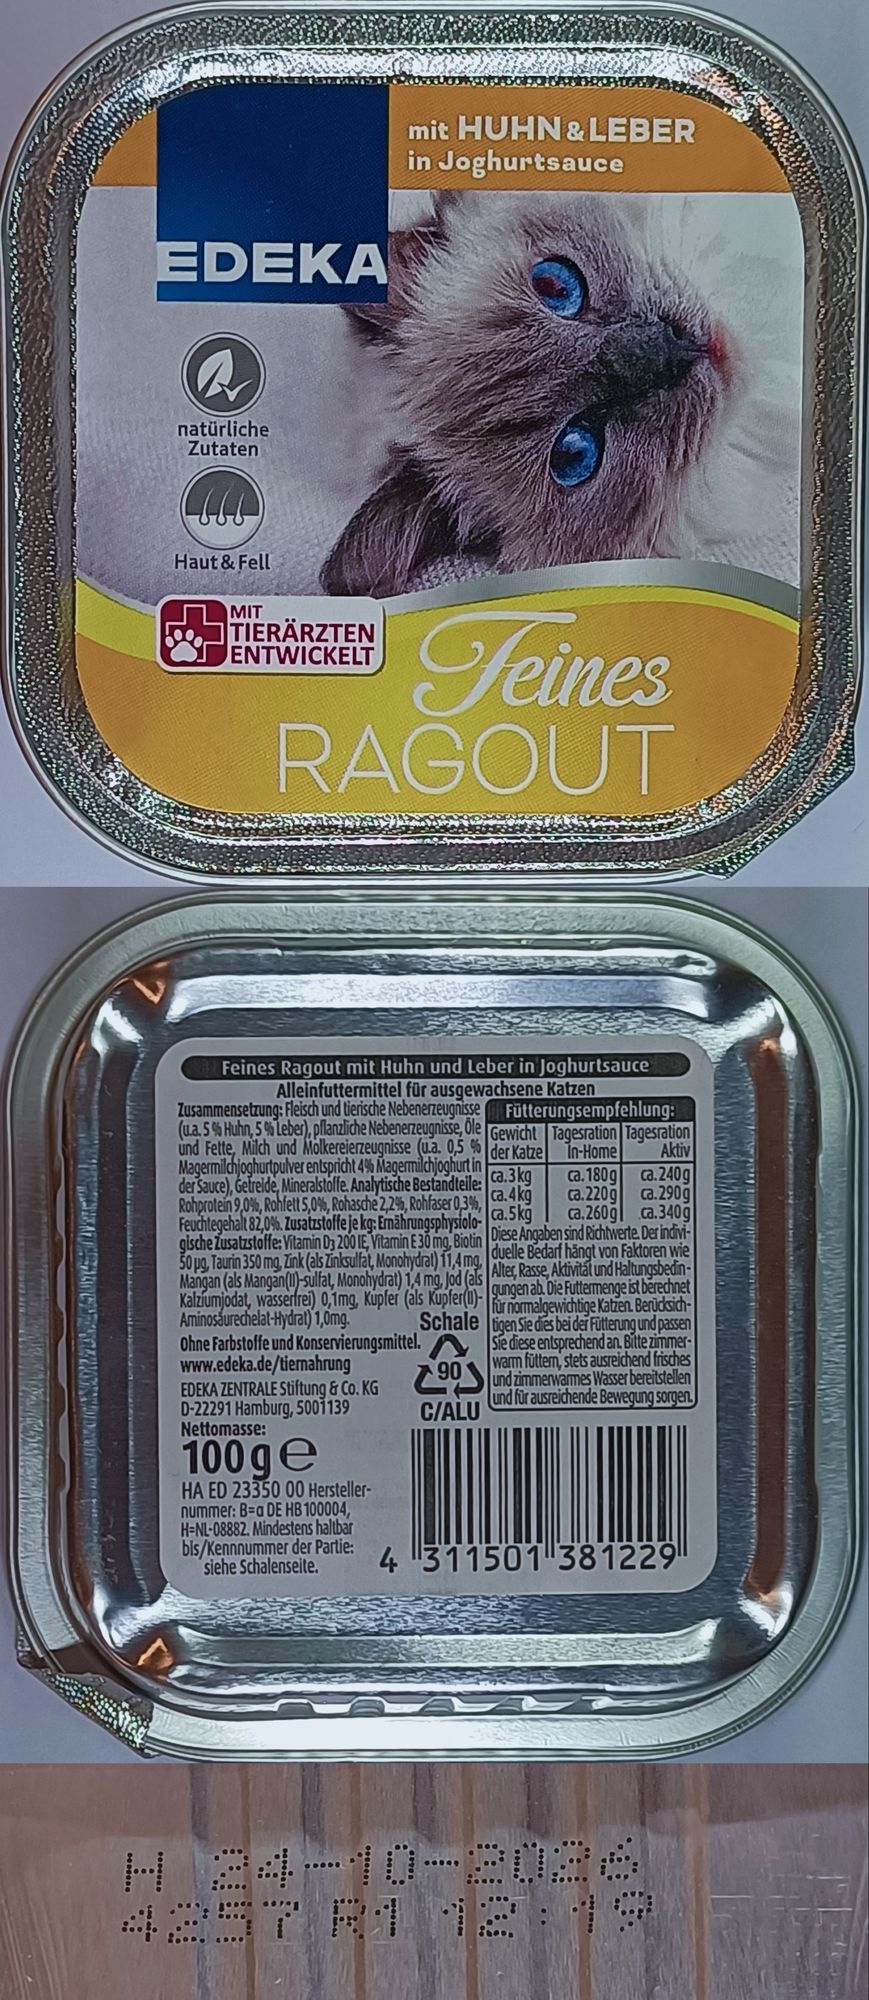 mit HUHN & LEBER
in Joghurtsauce
EDEKA
natürliche
Zutaten
Haut & Fell
MIT
TIERÄRZTEN
ENTWICKELT
Feines
RAGOUT
Feines Ragout mit Huhn und Leber in Joghurtsauce
Alleinfuttermittel für ausgewachsene Katzen
Zusammensetzung: Fleisch und tierische Nebenerzeugnisse
(u.a. 5 % Huhn, 5 % Leber), pflanzliche Nebenerzeugnisse, Öle
und Fette, Milch und Molkereierzeugnisse (u.a. 0,5 %
Magermilchjoghurtpulver entspricht 4% Magermilchjoghurt in
der Sauce), Getreide, Mineralstoffe. Analytische Bestandteile:
Rohprotein 9,0%, Rohfett 5,0%, Rohasche 2,2%, Rohfaser 0,3%,
Feuchtegehalt 82,0%. Zusatzstoffe je kg: Ernährungsphysiolo-
gische Zusatzstoffe: Vitamin D3 200 IE, Vitamin E 30 mg, Biotin
50 µg, Taurin 350 mg, Zink (als Zinksulfat, Monohydrat) 11,4 mg,
Mangan (als Mangan(II)-sulfat, Monohydrat) 1,4 mg, Jod (als
Kalziumjodat, wasserfrei) 0,1mg, Kupfer (als Kupfer(II)-
Aminosäurechelat-Hydrat) 1,0mg.
Ohne Farbstoffe und Konservierungsmittel.
www.edeka.de/tiernahrung
EDEKA ZENTRALE Stiftung & Co. KG
D-22291 Hamburg, 5001139
Nettomasse:
100 g e
HA ED 23350 00 Hersteller-
nummer: B=α DE HB 100004,
H=NL-08882. Mindestens haltbar
bis/Kennnummer der Partie:
siehe Schalenseite.
Schale
90
C/ALU
Fütterungsempfehlung:
Gewicht Tagesration Tagesration
der Katze In-Home Aktiv
ca. 3 kg ca. 180 g ca. 240 g
ca. 4 kg ca. 220 g ca. 290 g
ca. 5 kg ca. 260 g ca. 340 g
Diese Angaben sind Richtwerte. Der indivi-
duelle Bedarf hängt von Faktoren wie
Alter, Rasse, Aktivität und Haltungsbedin-
gungen ab. Die Futtermenge ist berechnet
für normalgewichtige Katzen. Berücksich-
tigen Sie dies bei der Fütterung und passen
Sie diese entsprechend an. Bitte zimmer-
warm füttern, stets ausreichend frisches
und zimmerwarmes Wasser bereitstellen
und für ausreichende Bewegung sorgen.
4 311501 381229
H 24-10-2026
4257 R1 12:19